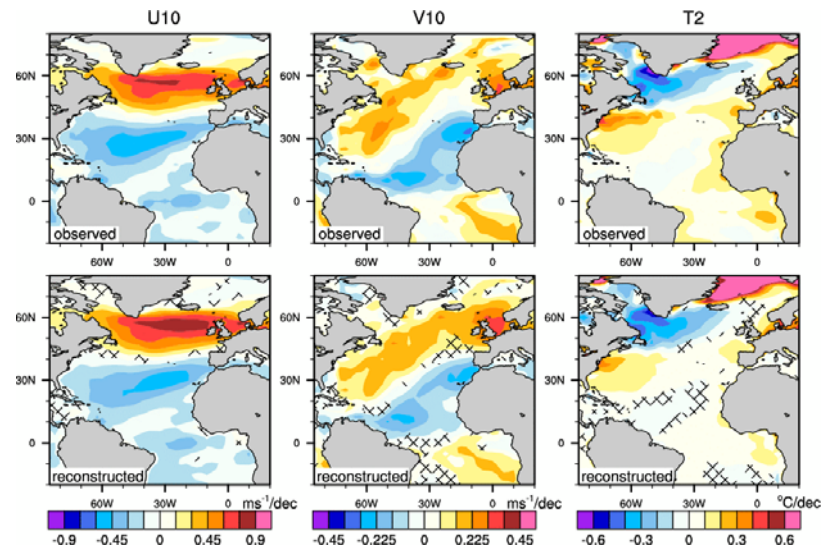 U10 V10 T2
60N 60N 60N
30N 30N 30N
0 0 0
observed observed observed
60W 30W 0 60W 30W 0 60W 30W 0
60N 60N 60N
30N 30N 30N
0 0 0
reconstructed reconstructed reconstructed
60W 30W 0 ms⁻¹/dec 60W 30W 0 ms⁻¹/dec 60W 30W 0 °C/dec
-0.9 -0.45 0 0.45 0.9 -0.45 -0.225 0 0.225 0.45 -0.6 -0.3 0 0.3 0.6